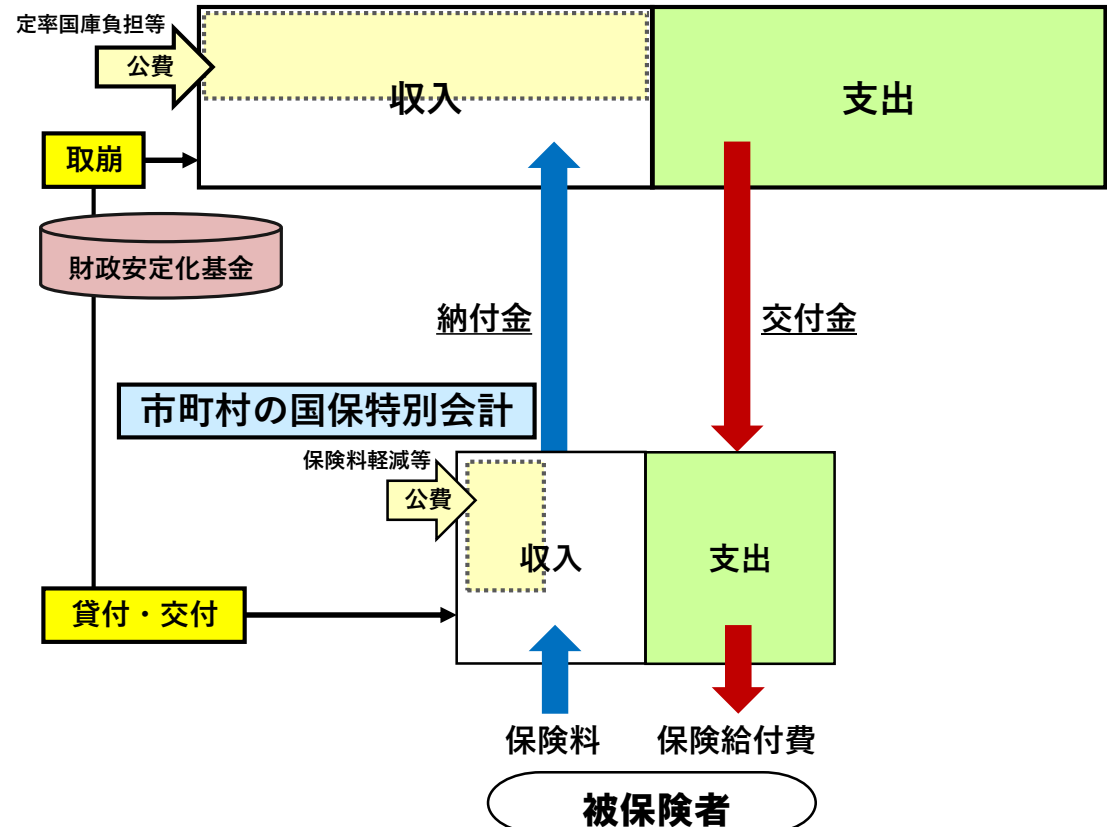 定率国庫負担等
公費
収入
支出
取崩
財政安定化基金
納付金
交付金
市町村の国保特別会計
保険料軽減等
公費
収入
支出
貸付・交付
保険料
保険給付費
被保険者